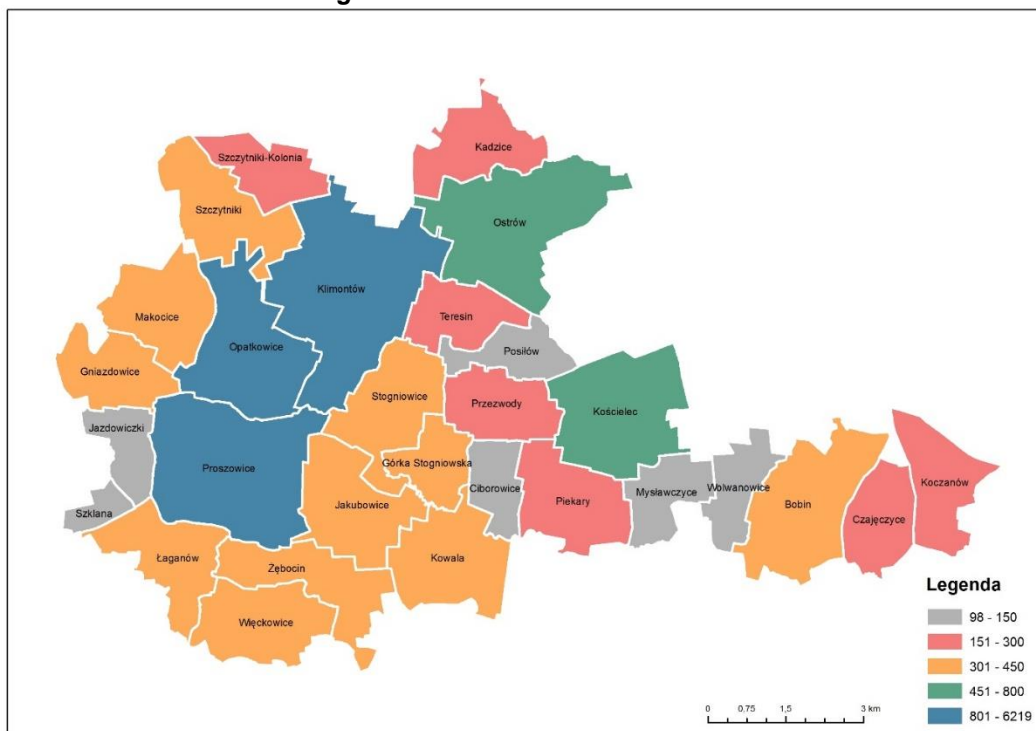 Kadzice
Szczytniki-Kolonia
Szczytniki
Ostrów
Klimontów
Makocice
Teresin
Opatkowice
Posiłów
Gniazdowice
Stogniowice
Przezwody
Kościelec
Jazdowiczki
Proszowice
Górka Stogniowska
Ciborowice
Mysławczyce
Wolwanowice
Koczanów
Piekary
Bobin
Jakubowice
Szklana
Czajęczyce
Łaganów
Kowala
Żębocin
Więckowice
Legenda
98 - 150
151 - 300
301 - 450
451 - 800
801 - 6219
0 0,75 1,5 3 km